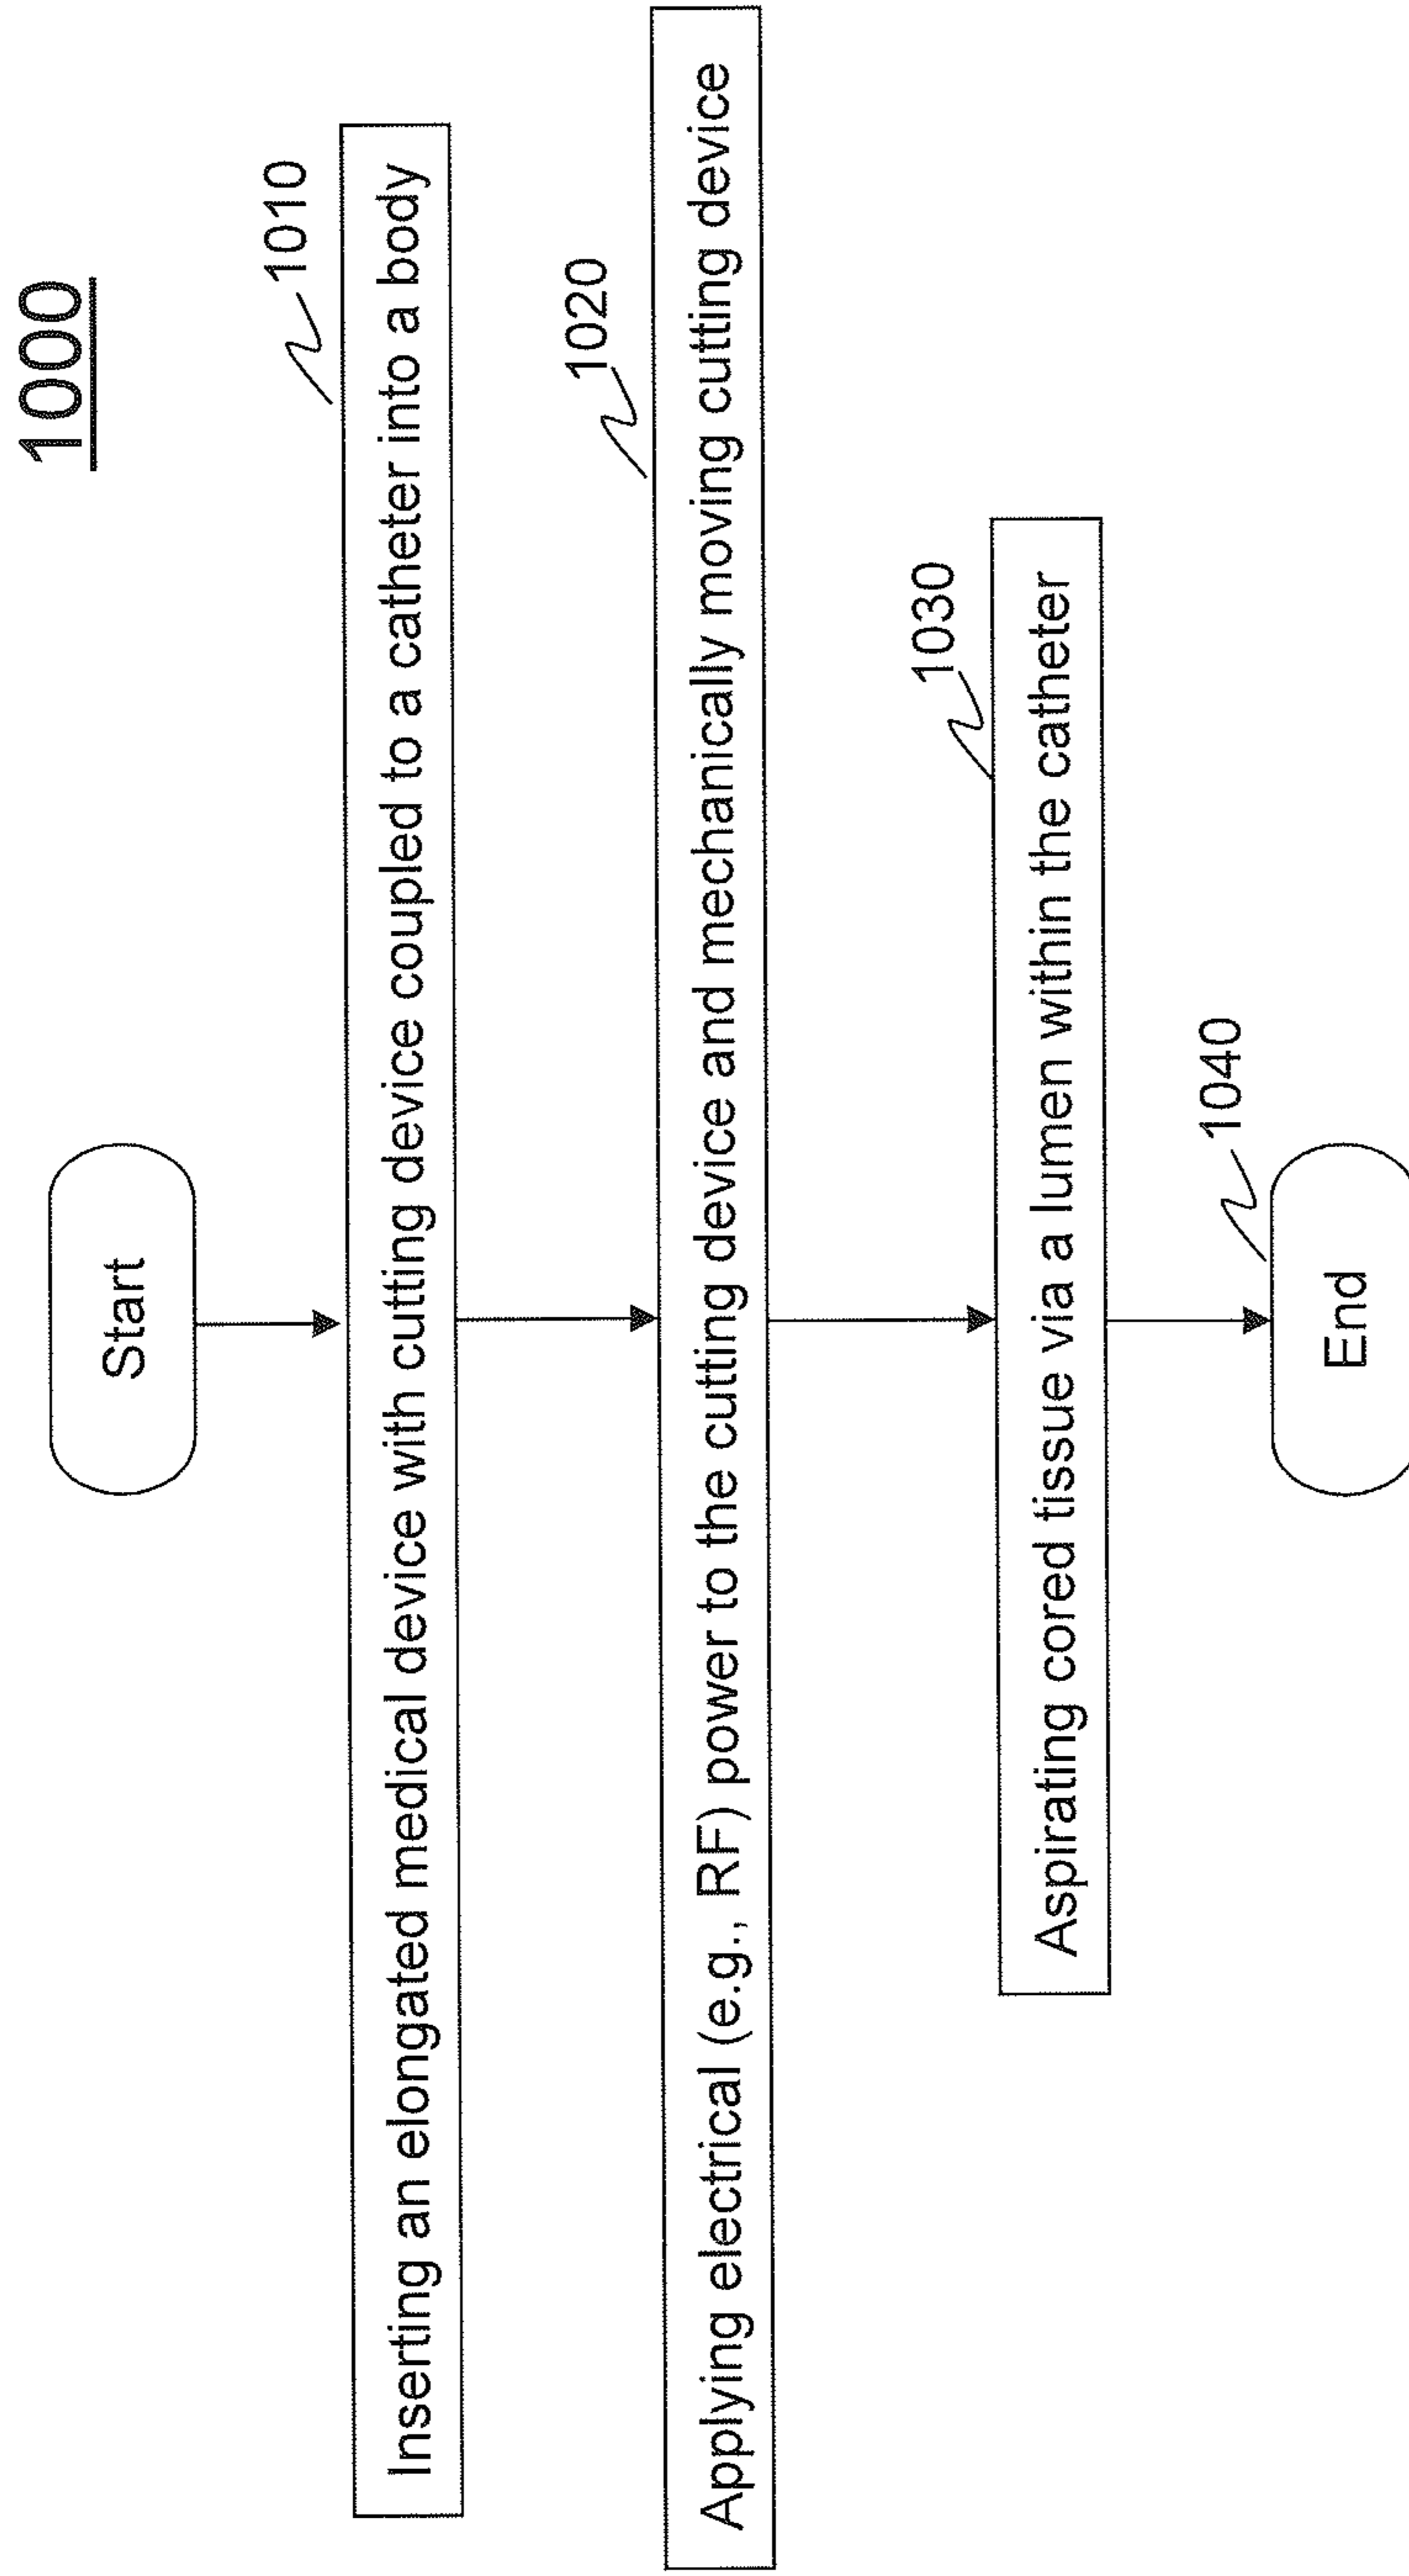 1000
Start
1010
Inserting an elongated medical device with cutting device coupled to a catheter into a body
1020
Applying electrical (e.g., RF) power to the cutting device and mechanically moving cutting device
1030
Aspirating cored tissue via a lumen within the catheter
1040
End